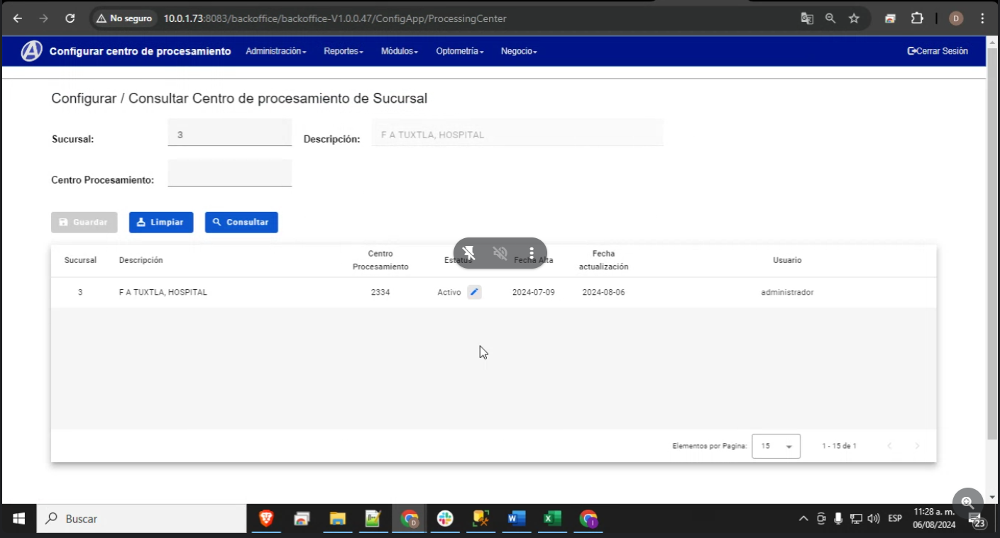 No seguro
10.0.1.73:8083/backoffice/backoffice-V1.0.0.47/ConfigApp/ProcessingCenter
D
A Configurar centro de procesamiento Administración Reportes Módulos Optometría Negocio Cerrar Sesión
Configurar / Consultar Centro de procesamiento de Sucursal
Sucursal: 3 Descripción: F A TUXTLA, HOSPITAL
Centro Procesamiento:
Guardar Limpiar Consultar
Sucursal Descripción Centro Procesamiento Estatus Fecha Alta Fecha actualización Usuario
3 F A TUXTLA, HOSPITAL 2334 Activo 2024-07-09 2024-08-06 administrador
Elementos por Pagina: 15 1 - 15 de 1
Buscar
ESP
11:28 a. m.
06/08/2024
23